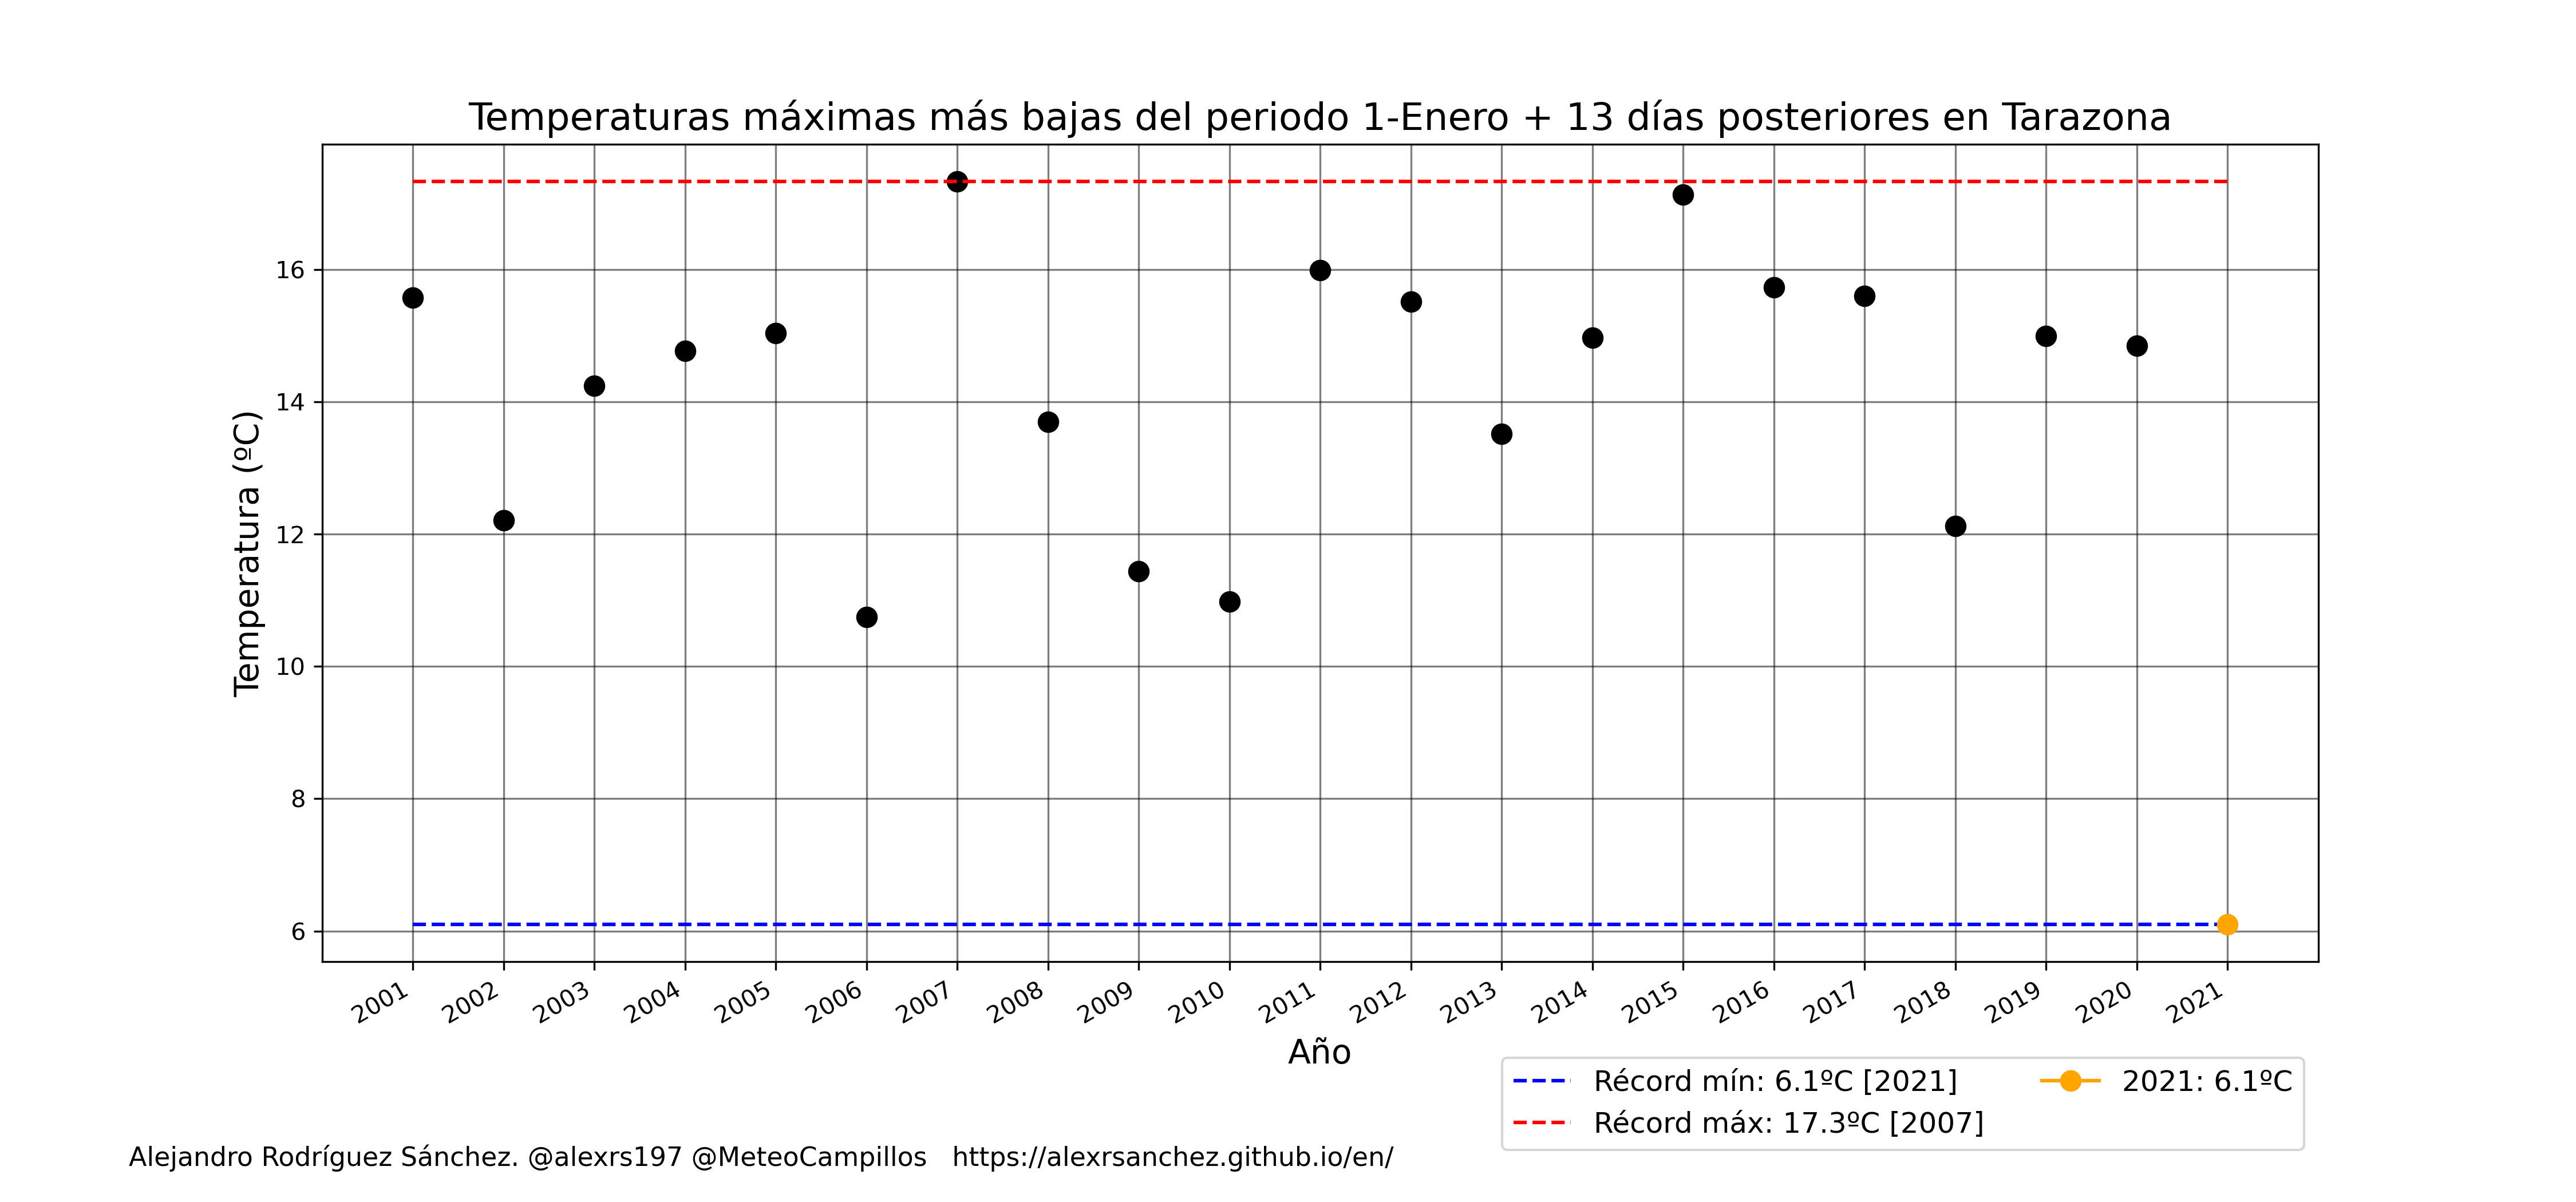 Temperaturas máximas más bajas del periodo 1-Enero + 13 días posteriores en Tarazona
Temperatura (ºC)
16
14
12
10
8
6
2001 2002 2003 2004 2005 2006 2007 2008 2009 2010 2011 2012 2013 2014 2015 2016 2017 2018 2019 2020 2021
Año
Récord mín: 6.1ºC [2021]
Récord máx: 17.3ºC [2007]
2021: 6.1ºC
Alejandro Rodríguez Sánchez. @alexrs197 @MeteoCampillos https://alexrsanchez.github.io/en/